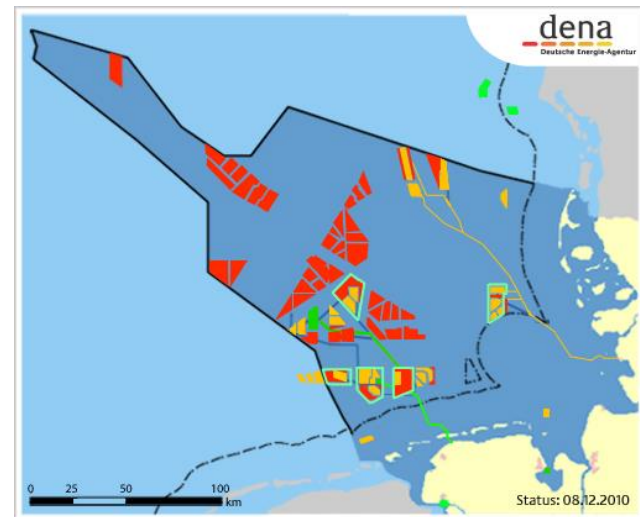 dena
Deutsche Energie-Agentur
0 25 50 100
km
Status: 08.12.2010